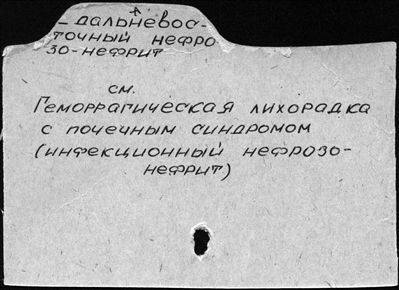 – дальневос-
точный нефро
зо-нефрит
см.
Геморрагическая лихорадка
с почечным синдромом
(инфекционный нефрозо-
нефрит)